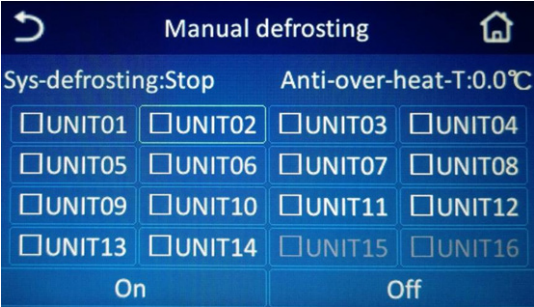 Manual defrosting
Sys-defrosting:Stop Anti-over-heat-T:0.0℃
☐UNIT01 ☐UNIT02 ☐UNIT03 ☐UNIT04
☐UNIT05 ☐UNIT06 ☐UNIT07 ☐UNIT08
☐UNIT09 ☐UNIT10 ☐UNIT11 ☐UNIT12
☐UNIT13 ☐UNIT14 ☐UNIT15 ☐UNIT16
On Off